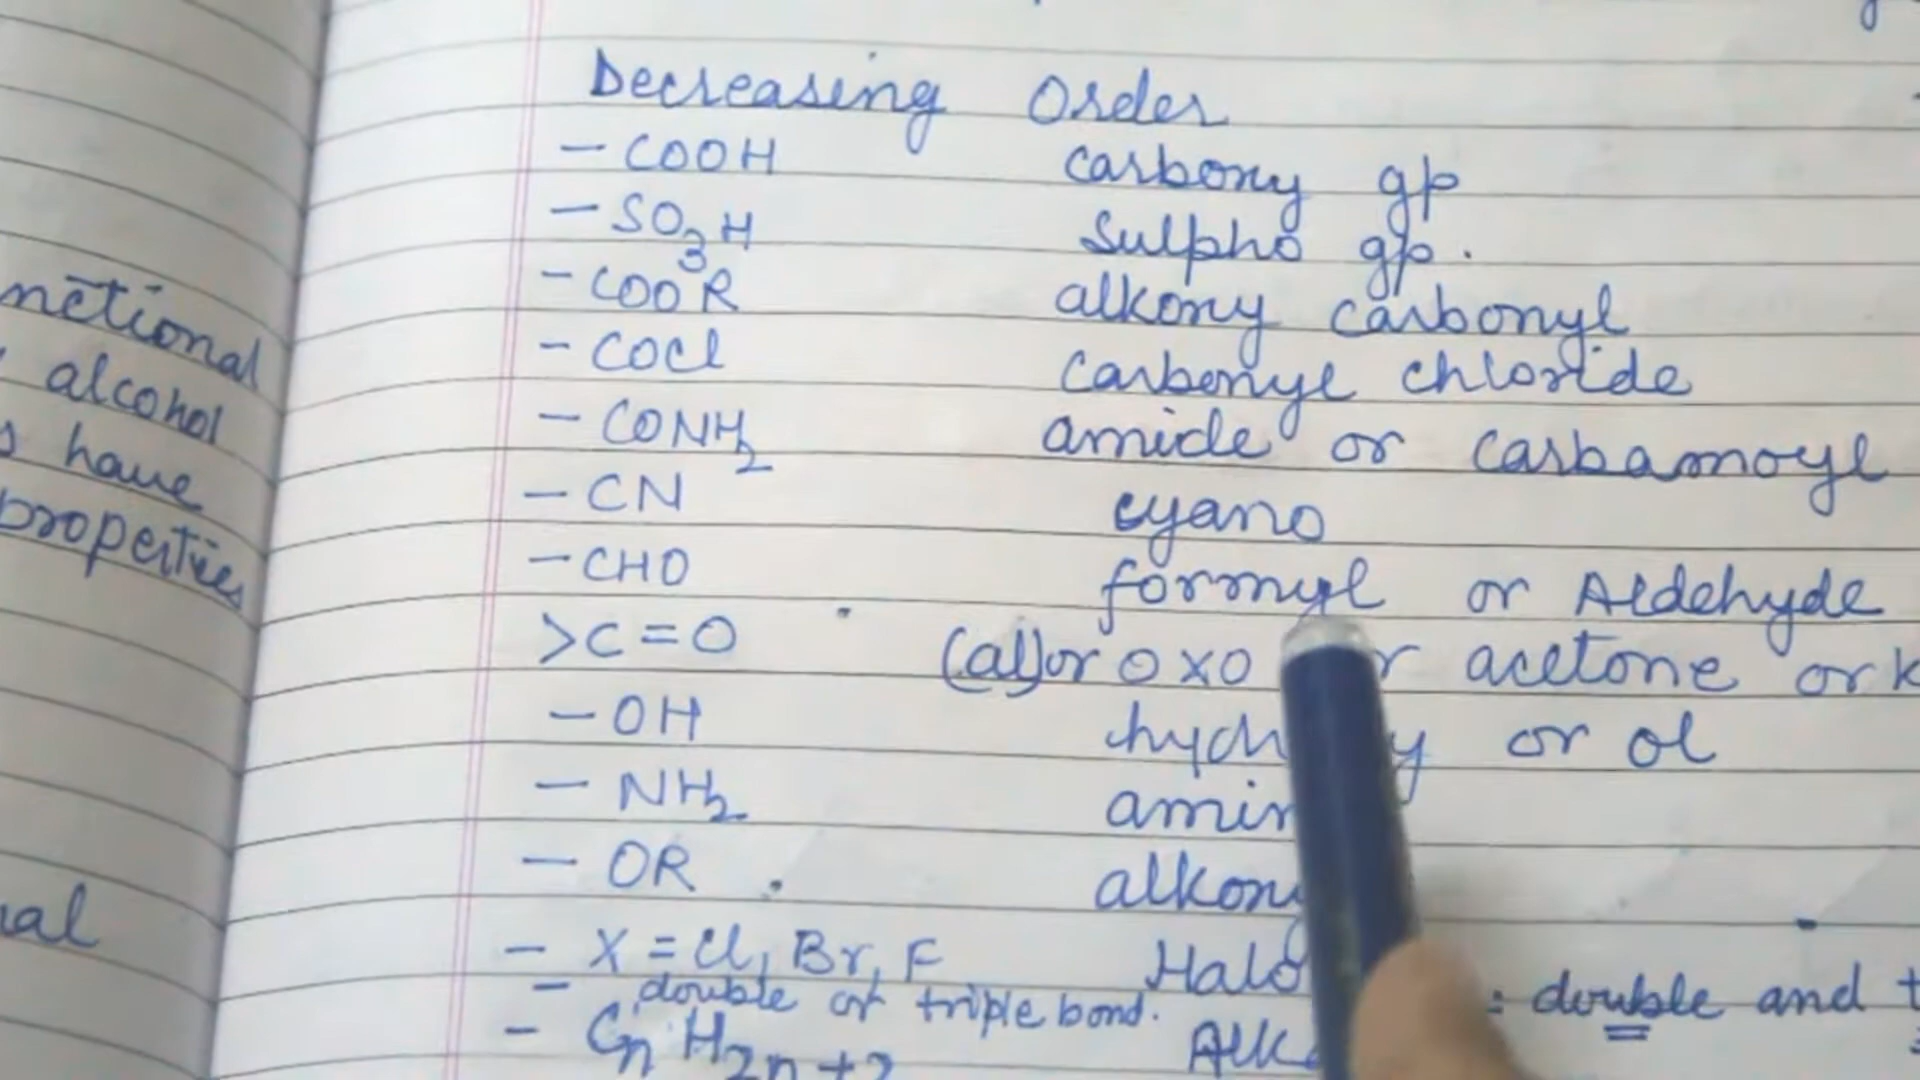 nctional
alcohol
have
properties
Decreasing Order
- COOH carbony gp
- SO3H Sulpho gp.
- COOR alkony carbonyl
- COCl Carbonyl chloride
- CONH2 amide or carbamoyl
- CN cyano
- CHO formyl or Aldehyde
>C=O (al) or oxo acetone or k
- OH or ol
- NH2
- OR
- X = Cl, Br, F Halo : double and t
- double or triple bond.
- CnH2n+2